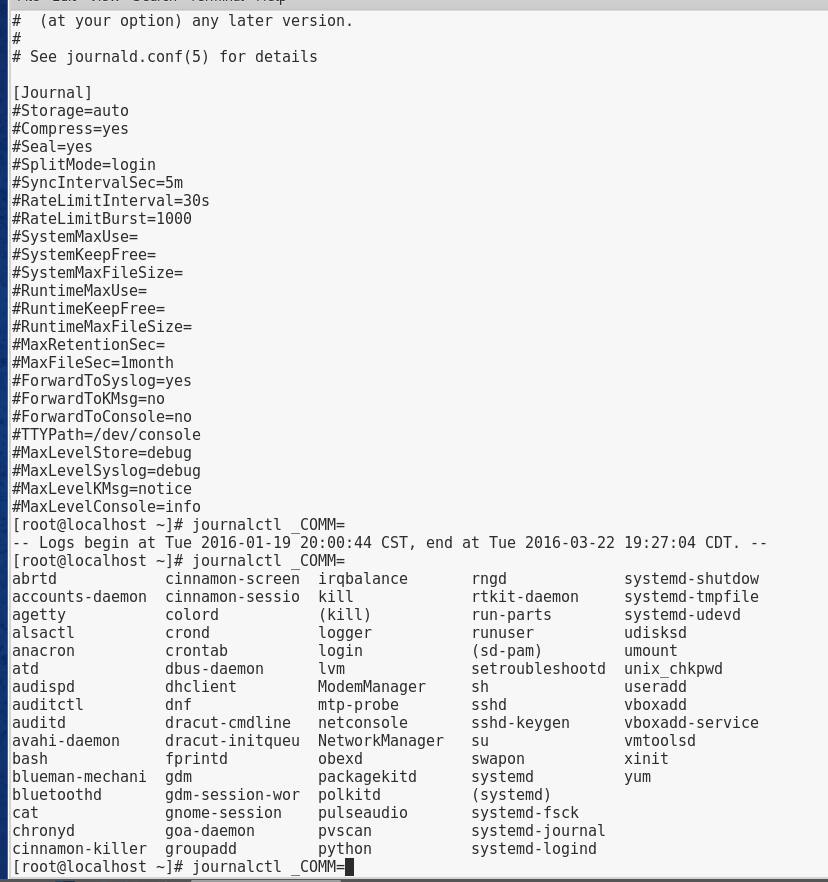 File Edit View Search Terminal Help
#  (at your option) any later version.
#
# See journald.conf(5) for details

[Journal]
#Storage=auto
#Compress=yes
#Seal=yes
#SplitMode=login
#SyncIntervalSec=5m
#RateLimitInterval=30s
#RateLimitBurst=1000
#SystemMaxUse=
#SystemKeepFree=
#SystemMaxFileSize=
#RuntimeMaxUse=
#RuntimeKeepFree=
#RuntimeMaxFileSize=
#MaxRetentionSec=
#MaxFileSec=1month
#ForwardToSyslog=yes
#ForwardToKMsg=no
#ForwardToConsole=no
#TTYPath=/dev/console
#MaxLevelStore=debug
#MaxLevelSyslog=debug
#MaxLevelKMsg=notice
#MaxLevelConsole=info
[root@localhost ~]# journalctl _COMM=
-- Logs begin at Tue 2016-01-19 20:00:44 CST, end at Tue 2016-03-22 19:27:04 CDT. --
[root@localhost ~]# journalctl _COMM=
abrtd            cinnamon-screen  irqbalance       rngd             systemd-shutdow
accounts-daemon  cinnamon-sessio  kill             rtkit-daemon     systemd-tmpfile
agetty           colord           (kill)           run-parts        systemd-udevd
alsactl          crond            logger           runuser          udisksd
anacron          crontab          login            (sd-pam)         umount
atd              dbus-daemon      lvm              setroubleshootd  unix_chkpwd
audispd          dhclient         ModemManager     sh               useradd
auditctl         dnf              mtp-probe        sshd             vboxadd
auditd           dracut-cmdline   netconsole       sshd-keygen      vboxadd-service
avahi-daemon     dracut-initqueu  NetworkManager   su               vmtoolsd
bash             fprintd          obexd            swapon           xinit
blueman-mechani  gdm              packagekitd      systemd          yum
bluetoothd       gdm-session-wor  polkitd          (systemd)
cat              gnome-session    pulseaudio       systemd-fsck
chronyd          goa-daemon       pvscan           systemd-journal
cinnamon-killer  groupadd         python           systemd-logind
[root@localhost ~]# journalctl _COMM=